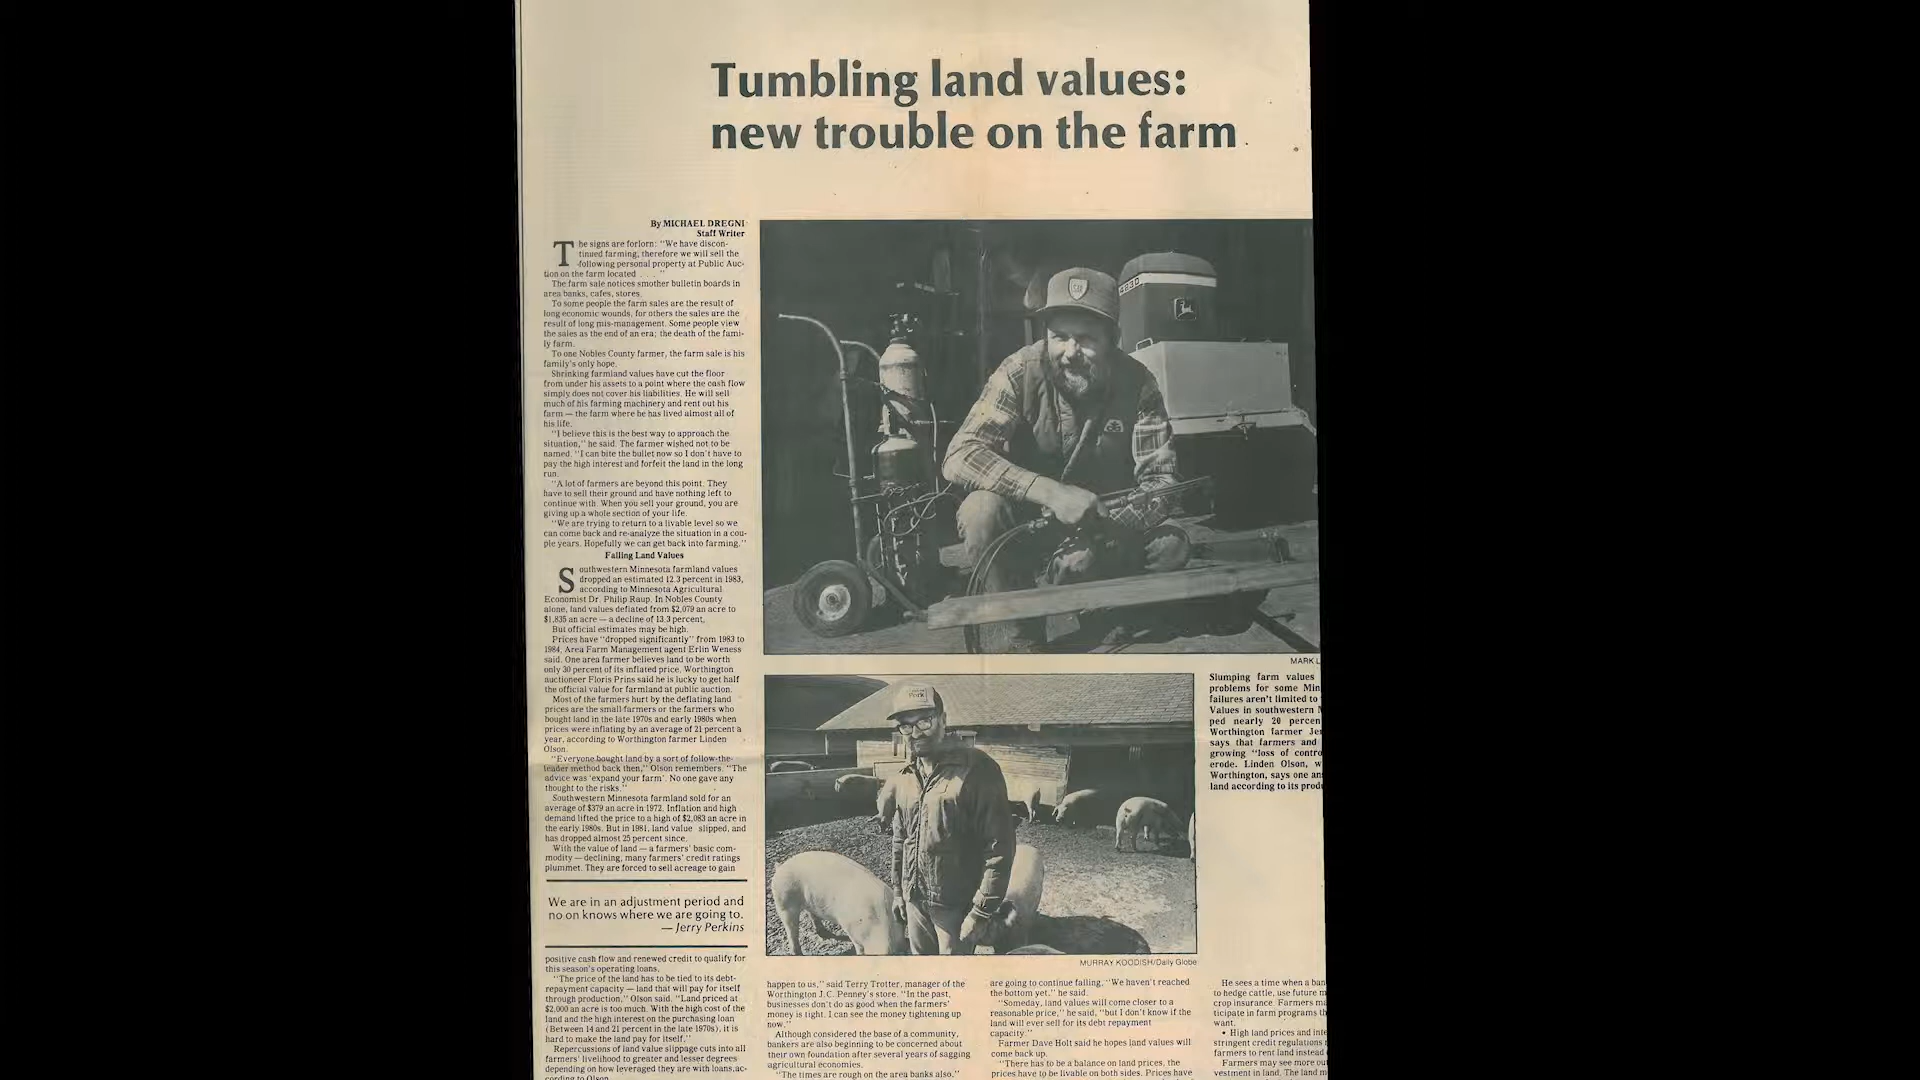 Tumbling land values:
new trouble on the farm
By MICHAEL DREGNI
Staff Writer
The signs are forlorn: "We have discon-
tinued farming, therefore we will sell the
following personal property at Public Auc-
tion on the farm located . . . "
The farm sale notices smother bulletin boards in
area banks, cafes, stores.
To some people the farm sales are the result of
long economic wounds, for others the sales are the
result of long mis-management. Some people view
the sales as the end of an era; the death of the fami-
ly farm.
To one Nobles County farmer, the farm sale is his
family's only hope.
Shrinking farmland values have cut the floor
from under his assets to a point where the cash flow
simply does not cover his liabilities. He will sell
much of his farming machinery and rent out his
farm — the farm where he has lived almost all of
his life.
"I believe this is the best way to approach the
situation," he said. The farmer wished not to be
named. "I can bite the bullet now so I don't have to
pay the high interest and forfeit the land in the long
run.
"A lot of farmers are beyond this point. They
have to sell their ground and have nothing left to
continue with. When you sell your ground, you are
giving up a whole section of your life.
"We are trying to return to a livable level so we
can come back and re-analyze the situation in a cou-
ple years. Hopefully we can get back into farming."
Falling Land Values
Southwestern Minnesota farmland values
dropped an estimated 12.3 percent in 1983,
according to Minnesota Agricultural
Economist Dr. Philip Raup. In Nobles County
alone, land values deflated from $2,079 an acre to
$1,835 an acre — a decline of 13.3 percent,
But official estimates may be high.
Prices have "dropped significantly" from 1983 to
1984, Area Farm Management agent Erlin Weness
said. One area farmer believes land to be worth
only 30 percent of its inflated price. Worthington
auctioneer Floris Prins said he is lucky to get half
the official value for farmland at public auction.
Most of the farmers hurt by the deflating land
prices are the small farmers or the farmers who
bought land in the late 1970s and early 1980s when
prices were inflating by an average of 21 percent a
year, according to Worthington farmer Linden
Olson.
"Everyone bought land by a sort of follow-the-
leader method back then," Olson remembers. "The
advice was 'expand your farm'. No one gave any
thought to the risks."
Southwestern Minnesota farmland sold for an
average of $379 an acre in 1972. Inflation and high
demand lifted the price to a high of $2,083 an acre in
the early 1980s. But in 1981, land value slipped, and
has dropped almost 25 percent since.
With the value of land — a farmers' basic com-
modity — declining, many farmers' credit ratings
plummet. They are forced to sell acreage to gain
We are in an adjustment period and
no on knows where we are going to.
— Jerry Perkins
positive cash flow and renewed credit to qualify for
this season's operating loans,
"The price of the land has to be tied to its debt-
repayment capacity — land that will pay for itself
through production," Olson said. "Land priced at
$2,000 an acre is too much. With the high cost of the
land and the high interest on the purchasing loan
(Between 14 and 21 percent in the late 1970s), it is
hard to make the land pay for itself."
Repercussions of land value slippage cuts into all
farmers' livelihood to greater and lesser degrees
depending on how leveraged they are with loans, ac-
cording to Olson.
4630
MARK L
Pork
MURRAY KOODISH/Daily Globe
Slumping farm values
problems for some Min
failures aren't limited to
Values in southwestern
ped nearly 20 percen
Worthington farmer Je
says that farmers and
growing "loss of contro
erode. Linden Olson, w
Worthington, says one an
land according to its produ
happen to us," said Terry Trotter, manager of the
Worthington J.C. Penney's store. "In the past,
businesses don't do as good when the farmers'
money is tight. I can see the money tightening up
now."
Although considered the base of a community,
bankers are also beginning to be concerned about
their own foundation after several years of sagging
agricultural economies.
"The times are rough on the area banks also."
are going to continue falling. "We haven't reached
the bottom yet," he said.
"Someday, land values will come closer to a
reasonable price," he said, "but I don't know if the
land will ever sell for its debt repayment
capacity."
Farmer Dave Holt said he hopes land values will
come back up.
"There has to be a balance on land prices, the
prices have to be livable on both sides. Prices have
He sees a time when a ban
to hedge cattle, use future m
crop insurance. Farmers ma
ticipate in farm programs th
want.
• High land prices and inte
stringent credit regulations
farmers to rent land instead
Farmers may see more out
vestment in land. The land m